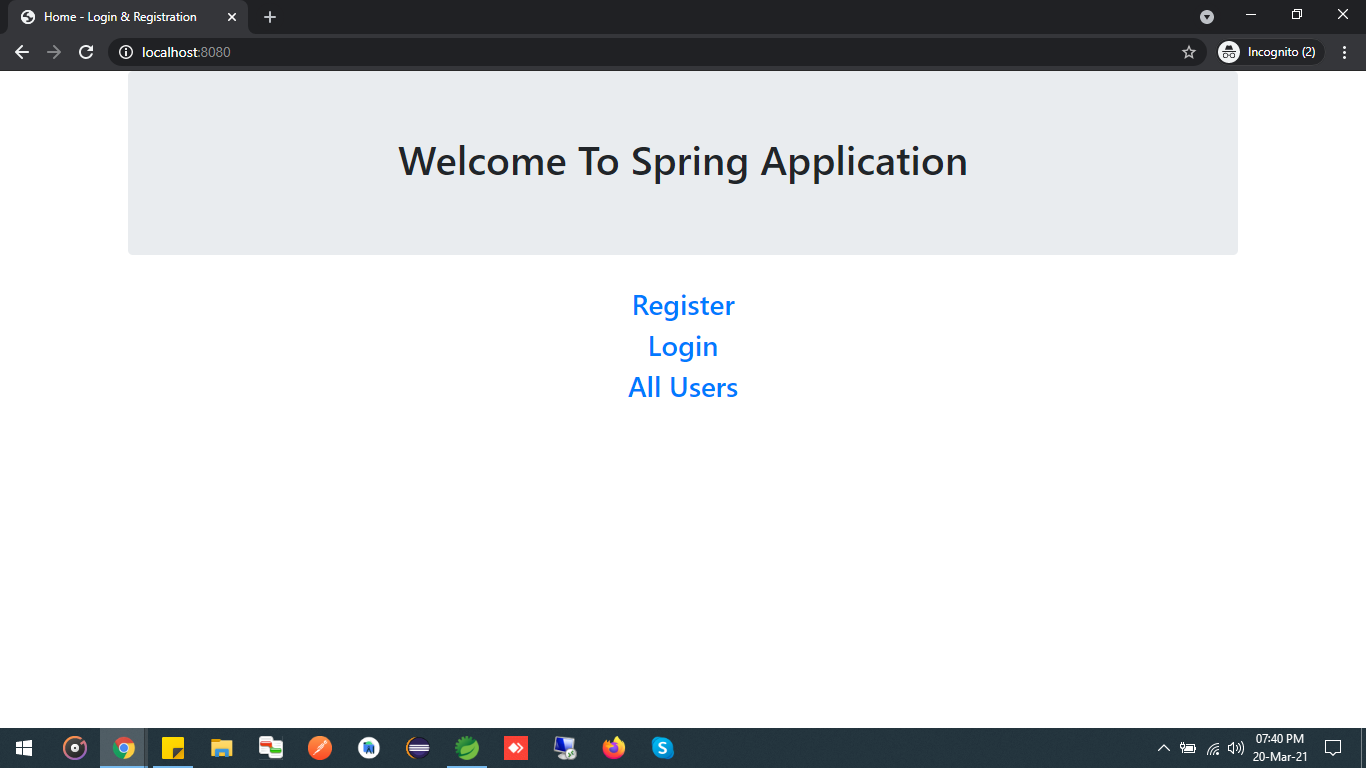 Home - Login & Registration
localhost:8080
Incognito (2)
Welcome To Spring Application
Register
Login
All Users
S
07:40 PM
20-Mar-21